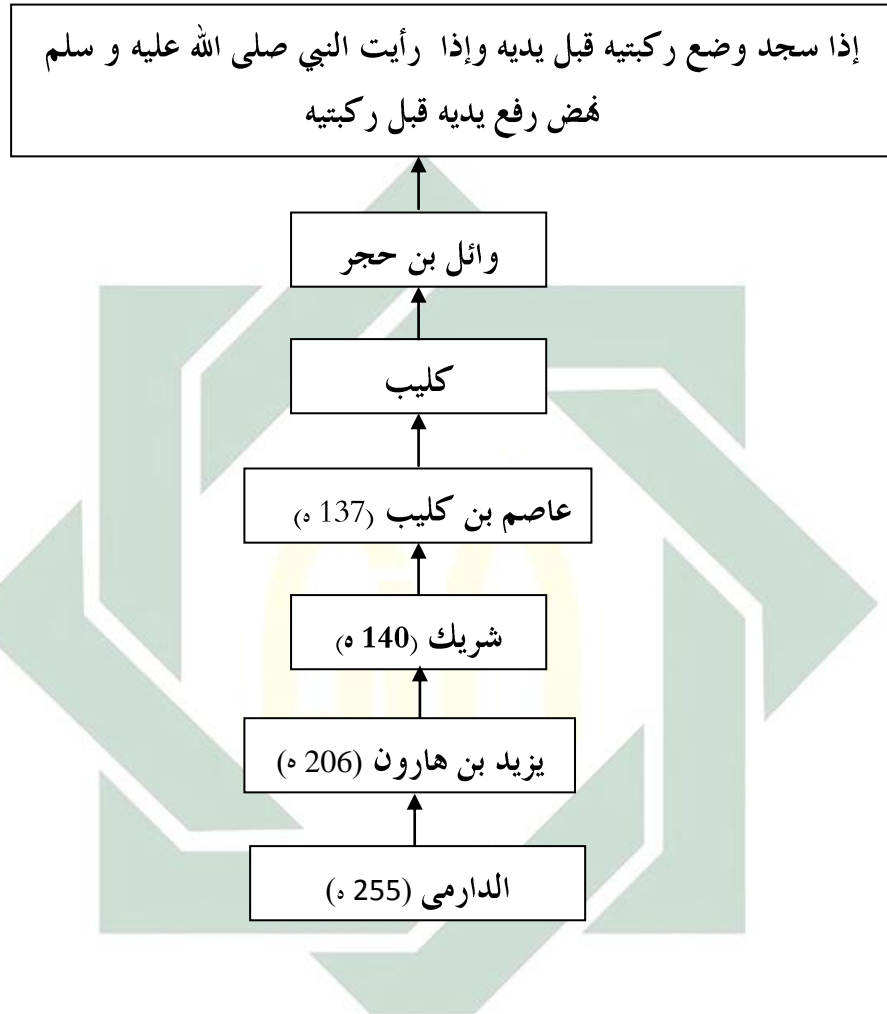 إذا سجد وضع ركبتيه قبل يديه وإذا رأيت النبي صلى الله عليه و سلم
نهض رفع يديه قبل ركبتيه
وائل بن حجر
كليب
عاصم بن كليب (137 ه)
شريك (140 ه)
يزيد بن هارون (206 ه)
الدارمى (255 ه)